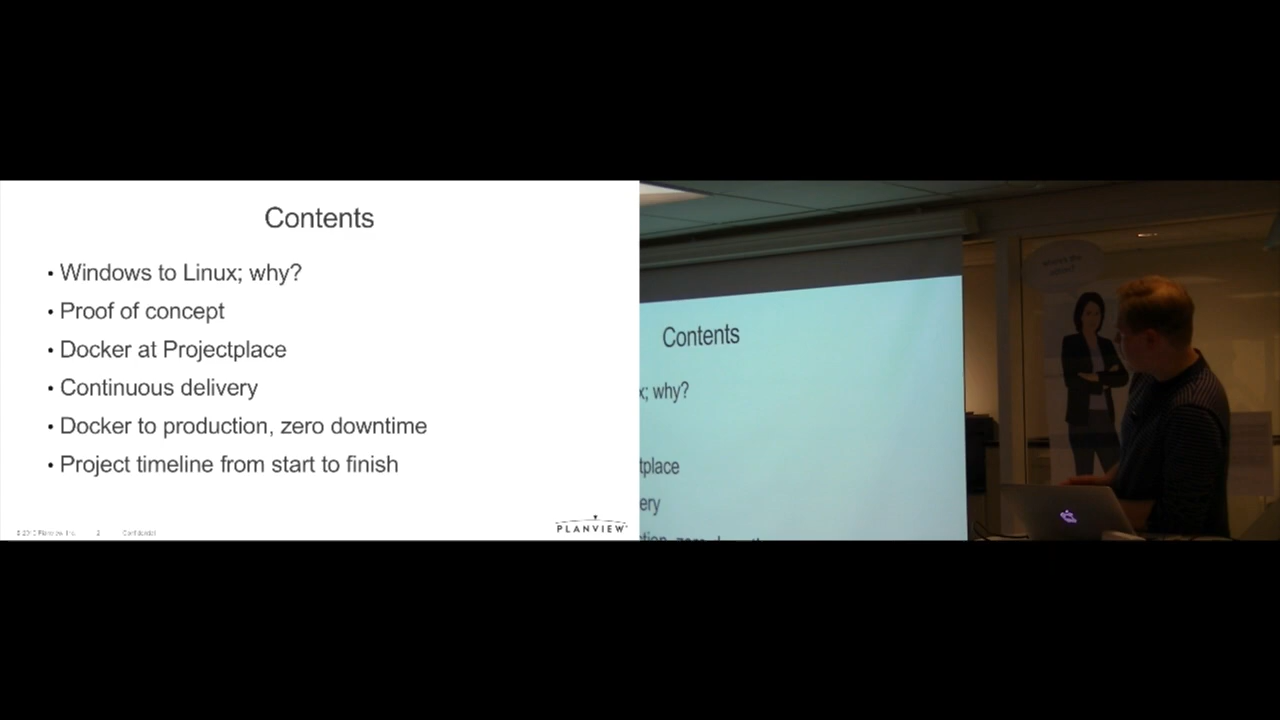 Contents
• Windows to Linux; why?
• Proof of concept
• Docker at Projectplace
• Continuous delivery
• Docker to production, zero downtime
• Project timeline from start to finish
Confidential
PLANVIEW
Contents
x; why?
tplace
ery